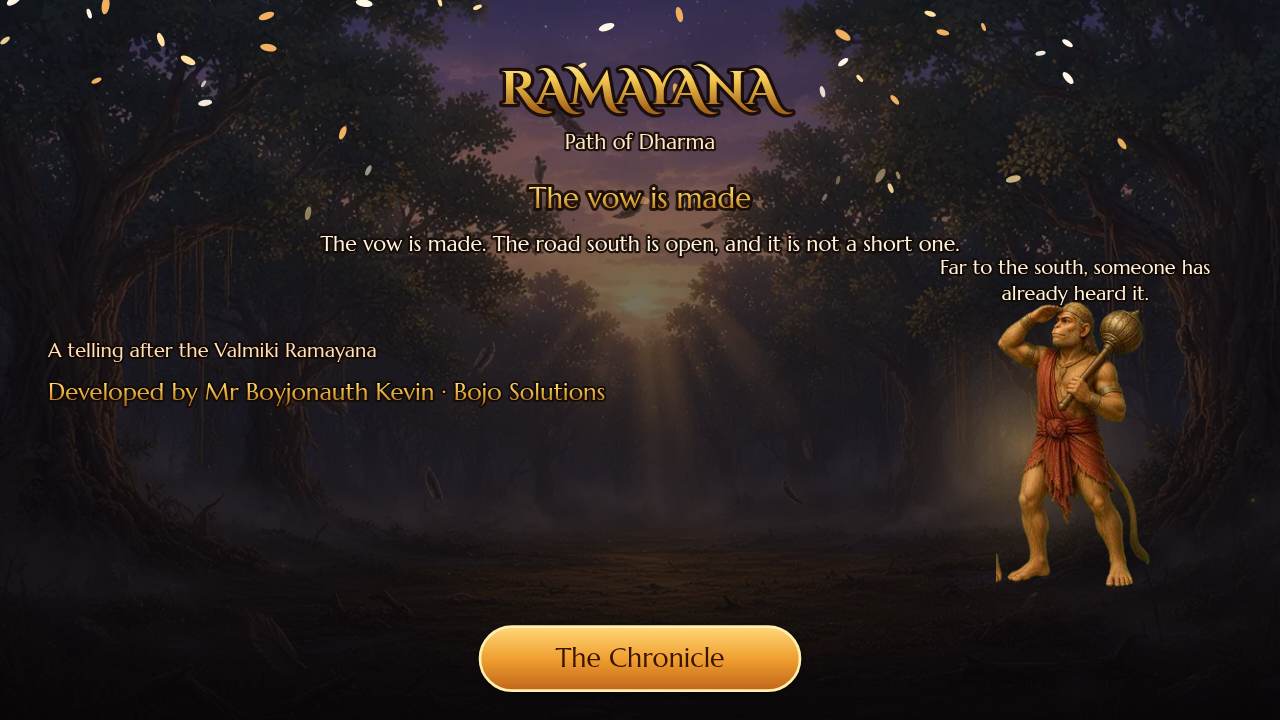 RAMAYANA
Path of Dharma
The vow is made
The vow is made. The road south is open, and it is not a short one.
Far to the south, someone has
already heard it.
A telling after the Valmiki Ramayana
Developed by Mr Boyjonauth Kevin · Bojo Solutions
The Chronicle